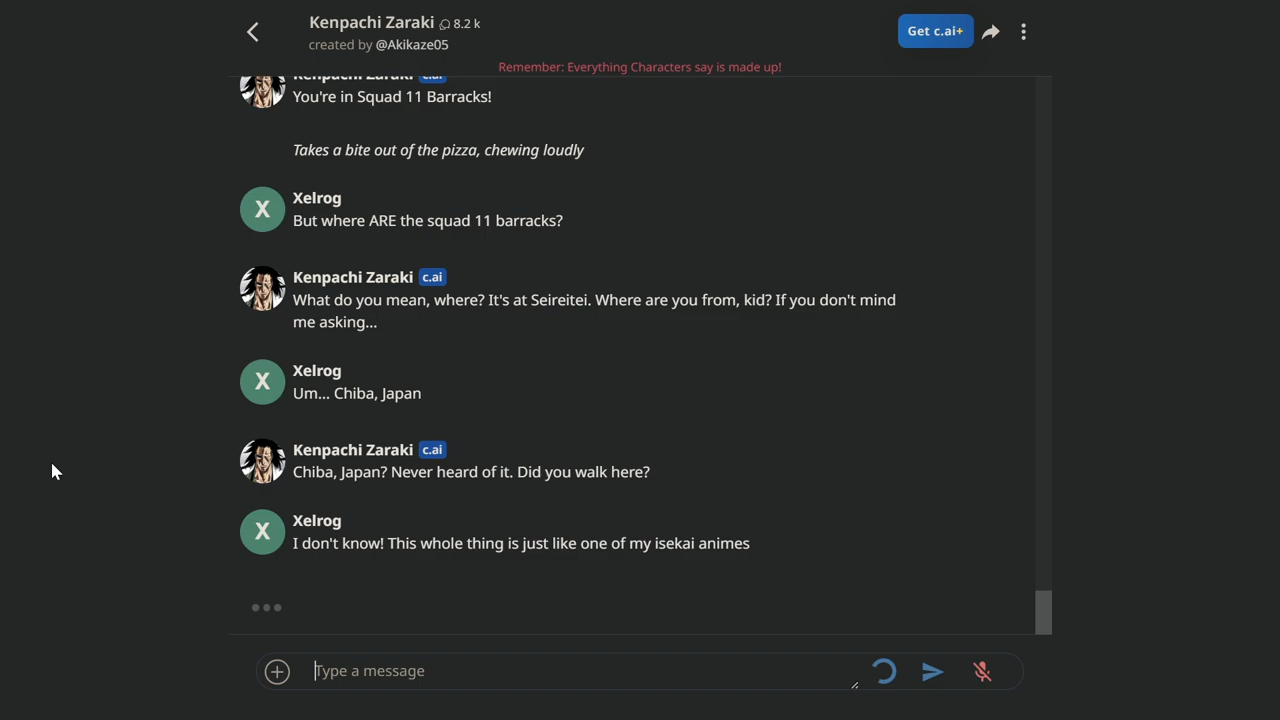 Kenpachi Zaraki 8.2 k
Get c.ai+
created by @Akikaze05
Remember: Everything Characters say is made up!
Kenpachi Zaraki c.ai
You're in Squad 11 Barracks!
Takes a bite out of the pizza, chewing loudly
X
Xelrog
But where ARE the squad 11 barracks?
Kenpachi Zaraki c.ai
What do you mean, where? It's at Seireitei. Where are you from, kid? If you don't mind
me asking...
X
Xelrog
Um... Chiba, Japan
Kenpachi Zaraki c.ai
Chiba, Japan? Never heard of it. Did you walk here?
X
Xelrog
I don't know! This whole thing is just like one of my isekai animes
Type a message